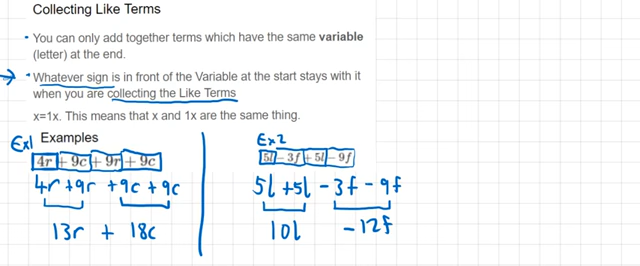 Collecting Like Terms
• You can only add together terms which have the same variable
(letter) at the end.
• Whatever sign is in front of the Variable at the start stays with it
when you are collecting the Like Terms
x=1x. This means that x and 1x are the same thing.
Ex1 Examples
4r + 9c + 9r + 9c
4r + 9r + 9c + 9c
13r + 18c
Ex2
5l − 3f + 5l − 9f
5l + 5l − 3f − 9f
10l − 12f